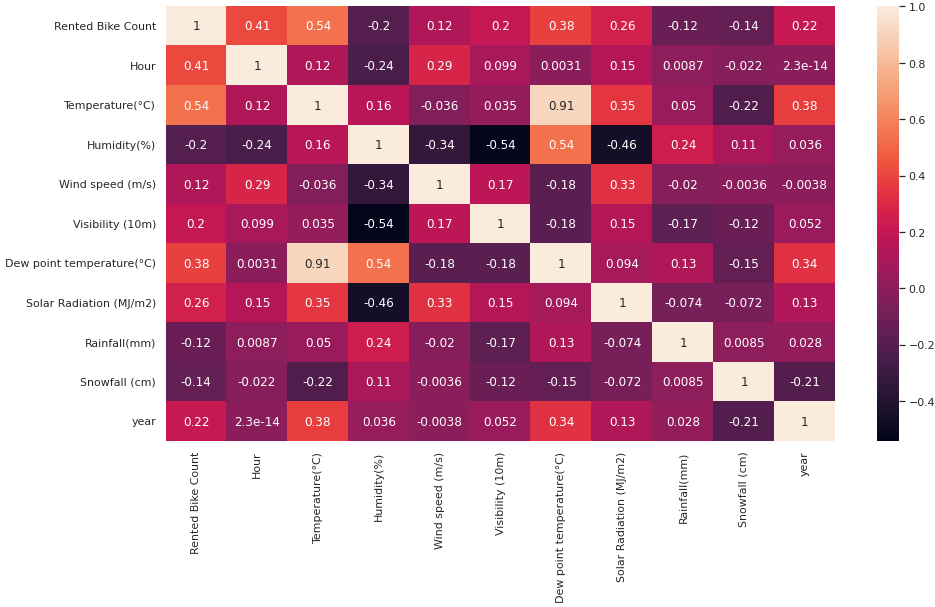 Rented Bike Count 1 0.41 0.54 -0.2 0.12 0.2 0.38 0.26 -0.12 -0.14 0.22
Hour 0.41 1 0.12 -0.24 0.29 0.099 0.0031 0.15 0.0087 -0.022 2.3e-14
Temperature(°C) 0.54 0.12 1 0.16 -0.036 0.035 0.91 0.35 0.05 -0.22 0.38
Humidity(%) -0.2 -0.24 0.16 1 -0.34 -0.54 0.54 -0.46 0.24 0.11 0.036
Wind speed (m/s) 0.12 0.29 -0.036 -0.34 1 0.17 -0.18 0.33 -0.02 -0.0036 -0.0038
Visibility (10m) 0.2 0.099 0.035 -0.54 0.17 1 -0.18 0.15 -0.17 -0.12 0.052
Dew point temperature(°C) 0.38 0.0031 0.91 0.54 -0.18 -0.18 1 0.094 0.13 -0.15 0.34
Solar Radiation (MJ/m2) 0.26 0.15 0.35 -0.46 0.33 0.15 0.094 1 -0.074 -0.072 0.13
Rainfall(mm) -0.12 0.0087 0.05 0.24 -0.02 -0.17 0.13 -0.074 1 0.0085 0.028
Snowfall (cm) -0.14 -0.022 -0.22 0.11 -0.0036 -0.12 -0.15 -0.072 0.0085 1 -0.21
year 0.22 2.3e-14 0.38 0.036 -0.0038 0.052 0.34 0.13 0.028 -0.21 1
Rented Bike Count
Hour
Temperature(°C)
Humidity(%)
Wind speed (m/s)
Visibility (10m)
Dew point temperature(°C)
Solar Radiation (MJ/m2)
Rainfall(mm)
Snowfall (cm)
year
1.0
0.8
0.6
0.4
0.2
0.0
−0.2
−0.4